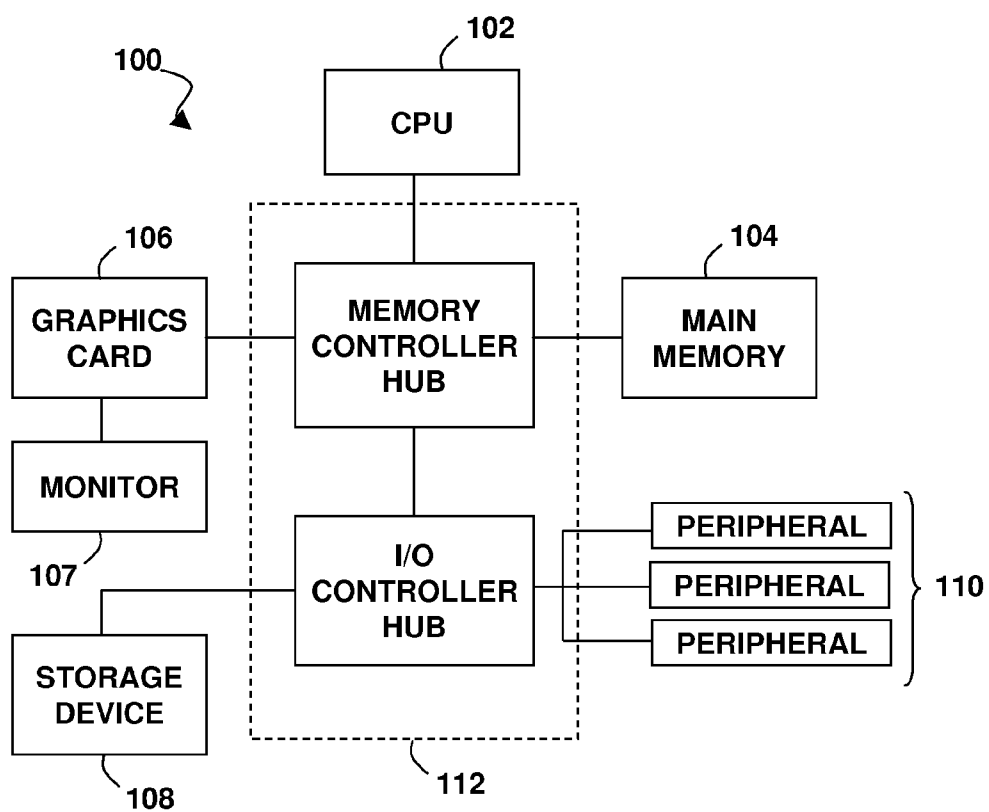 102
100
CPU
106
104
GRAPHICS
CARD
MEMORY
CONTROLLER
HUB
MAIN
MEMORY
MONITOR
107
I/O
CONTROLLER
HUB
PERIPHERAL
PERIPHERAL
PERIPHERAL
110
STORAGE
DEVICE
108
112